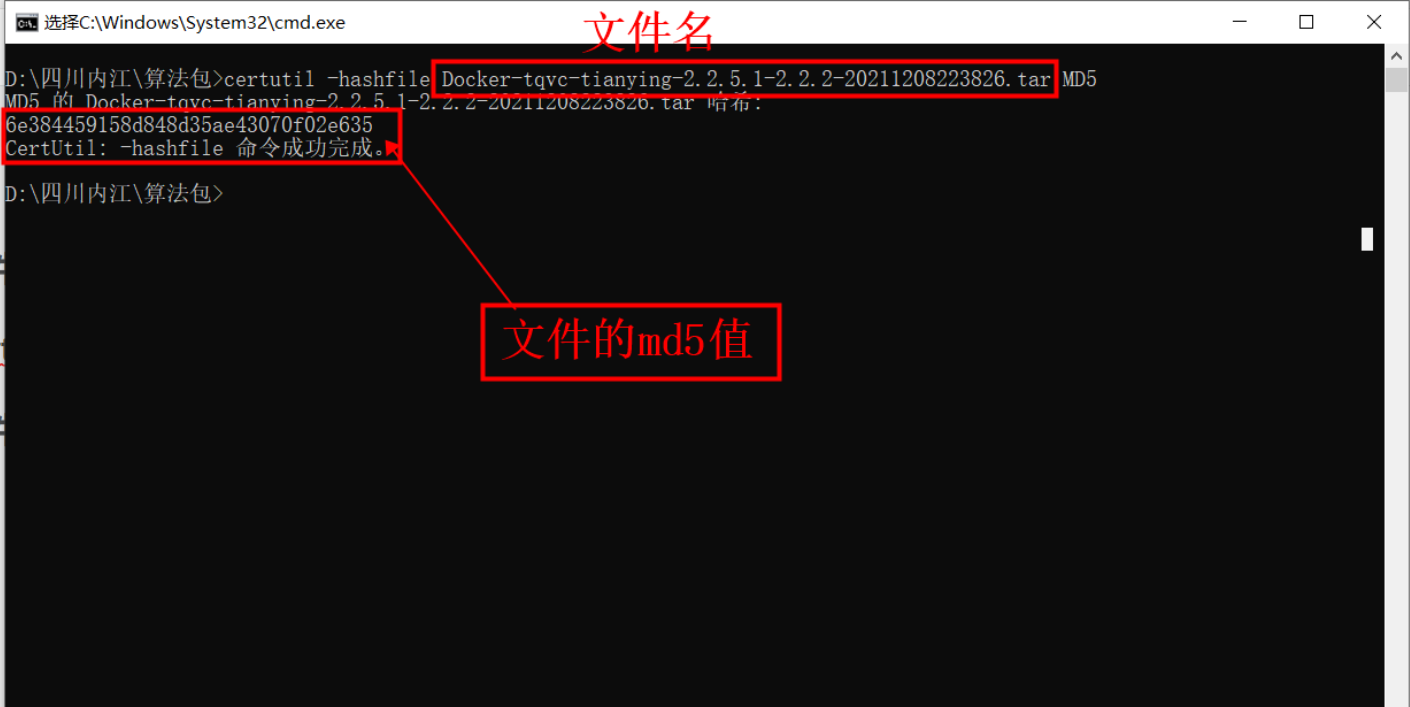 选择C:\Windows\System32\cmd.exe
文件名
D:\四川内江\算法包>certutil -hashfile Docker-tqvc-tianying-2.2.5.1-2.2.2-20211208223826.tar MD5
MD5 的 Docker-tqvc-tianying-2.2.5.1-2.2.2-20211208223826.tar 哈希:
6e384459158d848d35ae43070f02e635
CertUtil: -hashfile 命令成功完成。
D:\四川内江\算法包>
文件的md5值